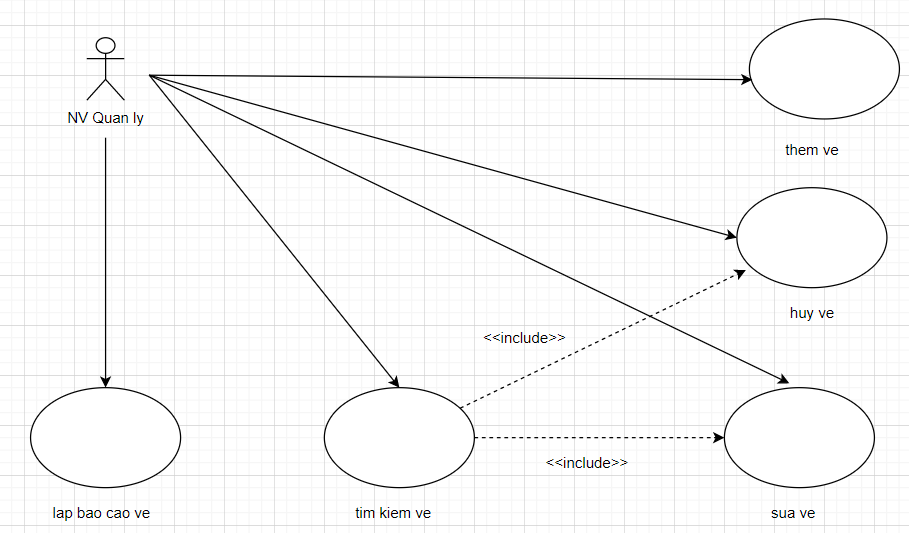 NV Quan ly
them ve
huy ve
<<include>>
<<include>>
lap bao cao ve
tim kiem ve
sua ve